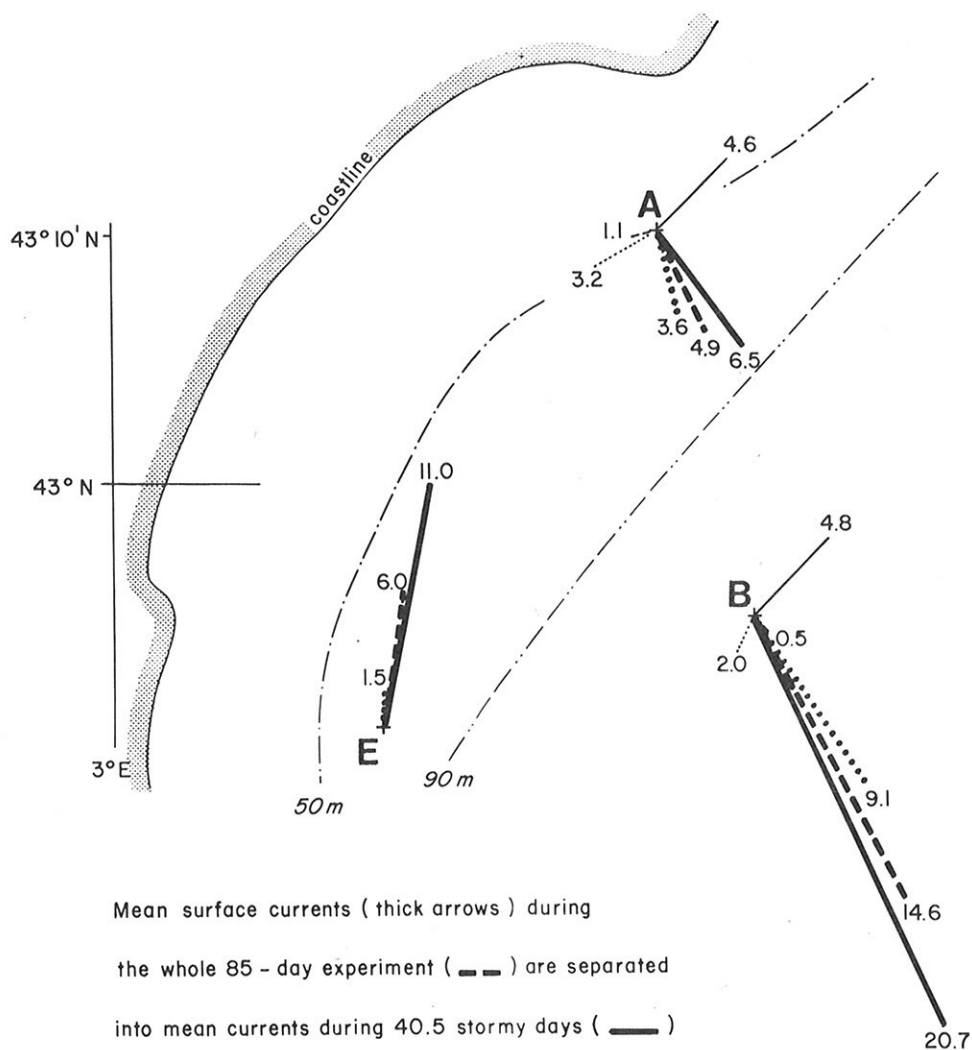 coastline
4.6
A
43° 10' N
1.1
3.2
3.6
4.9
6.5
11.0
43° N
4.8
6.0
B
0.5
2.0
1.5
E
3° E
50 m
90 m
9.1
14.6
Mean surface currents ( thick arrows ) during
the whole 85 - day experiment ( ▬ ▬ ) are separated
into mean currents during 40.5 stormy days ( ▬▬ )
20.7